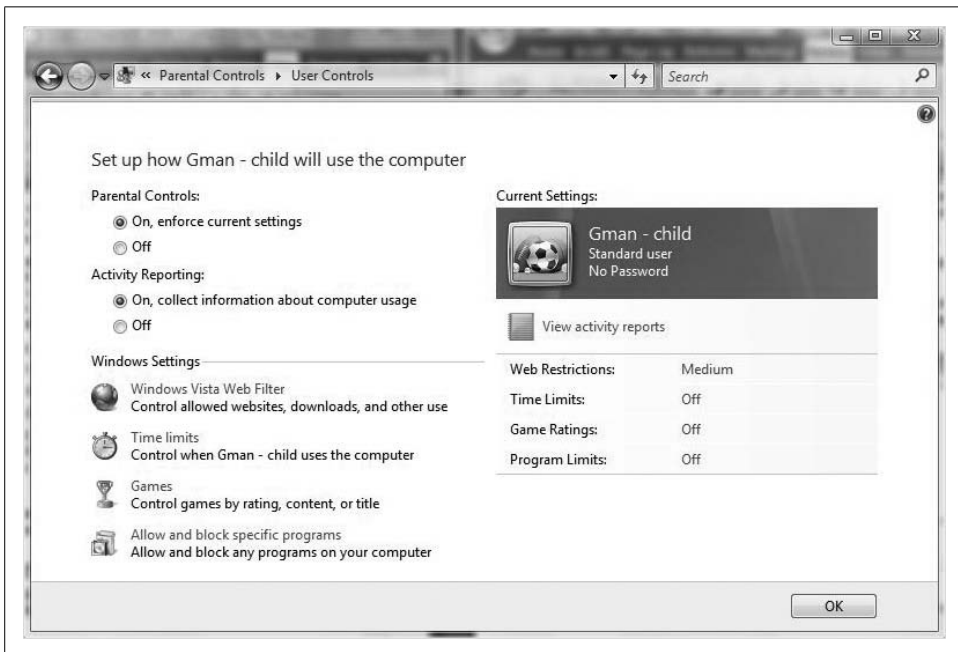 « Parental Controls ▸ User Controls
Search
Set up how Gman - child will use the computer
Parental Controls:
On, enforce current settings
Off
Activity Reporting:
On, collect information about computer usage
Off
Windows Settings
Windows Vista Web Filter
Control allowed websites, downloads, and other use
Time limits
Control when Gman - child uses the computer
Games
Control games by rating, content, or title
Allow and block specific programs
Allow and block any programs on your computer
Current Settings:
Gman - child
Standard user
No Password
View activity reports
Web Restrictions: Medium
Time Limits: Off
Game Ratings: Off
Program Limits: Off
OK